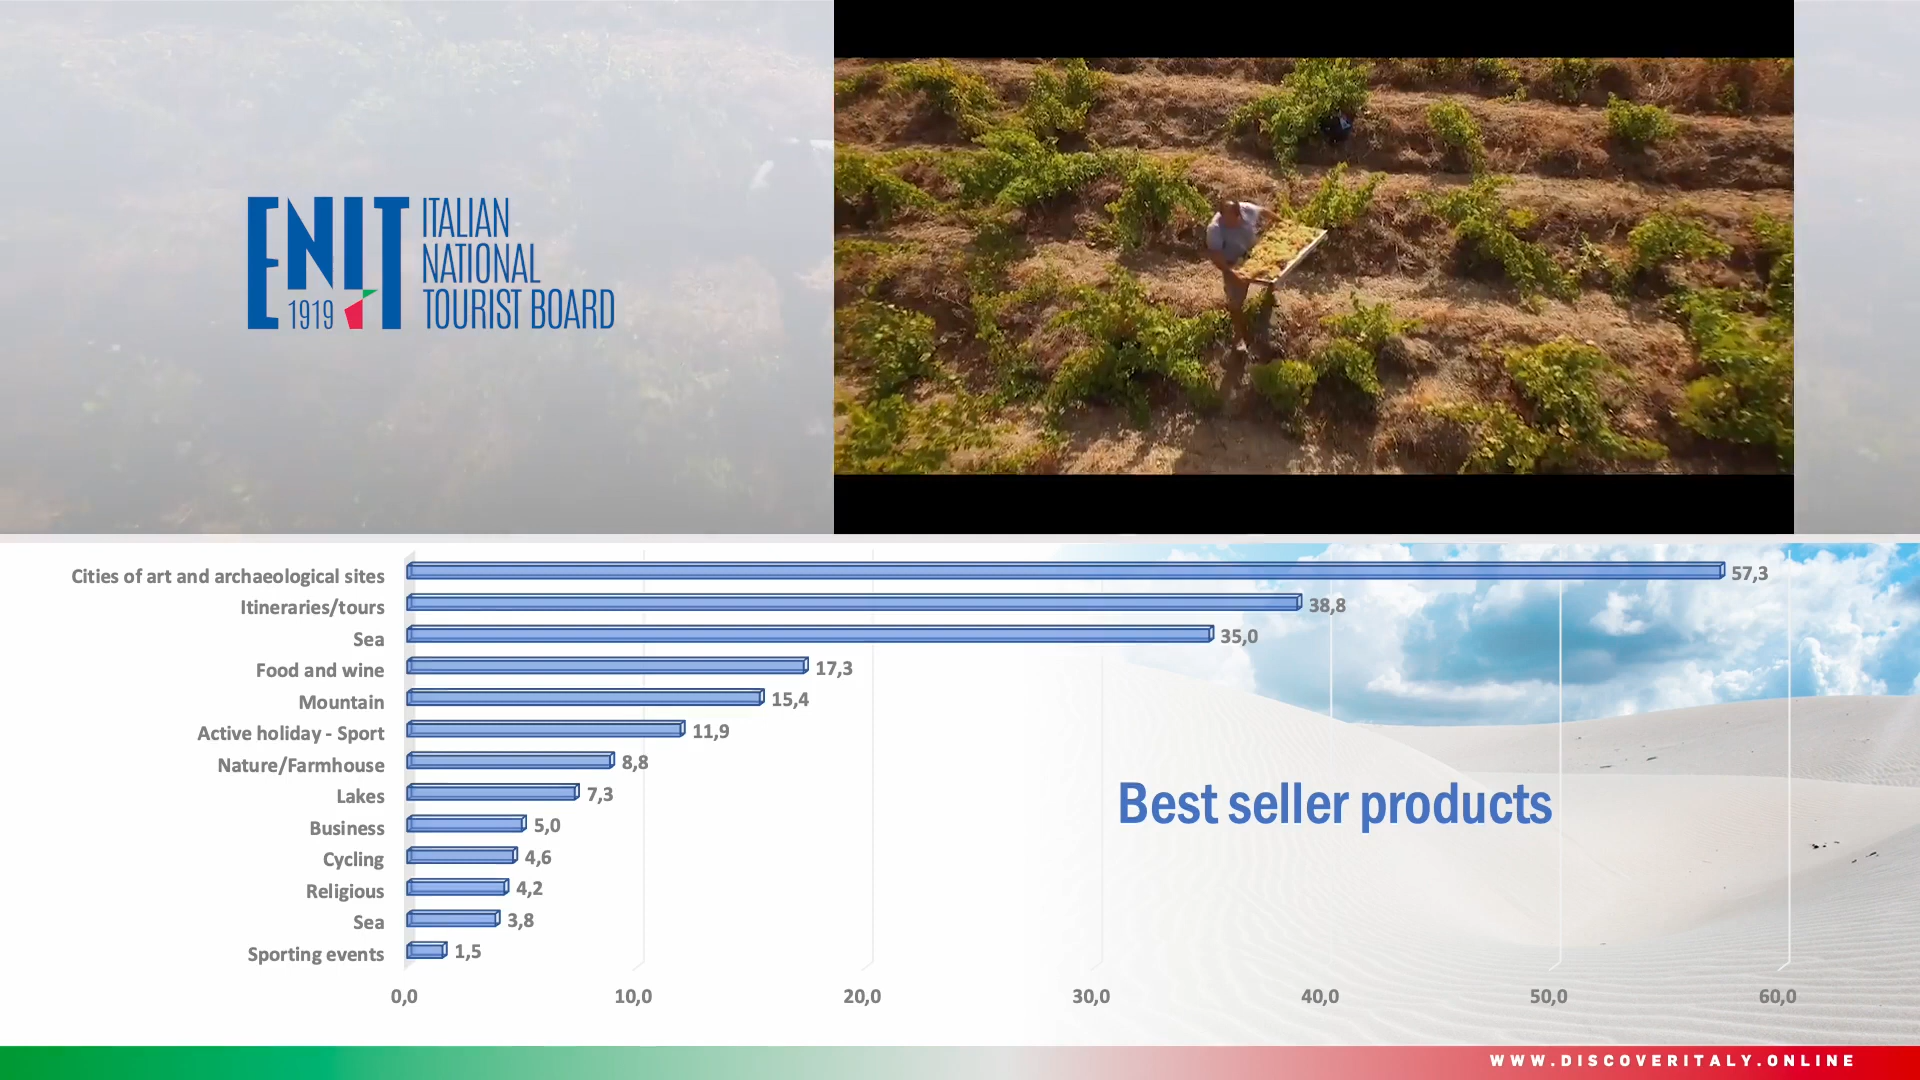 ENIT
1919
ITALIAN
NATIONAL
TOURIST BOARD
Cities of art and archaeological sites 57,3
Itineraries/tours 38,8
Sea 35,0
Food and wine 17,3
Mountain 15,4
Active holiday - Sport 11,9
Nature/Farmhouse 8,8
Lakes 7,3
Business 5,0
Cycling 4,6
Religious 4,2
Sea 3,8
Sporting events 1,5
0,0 10,0 20,0 30,0 40,0 50,0 60,0
Best seller products
WWW.DISCOVERITALY.ONLINE